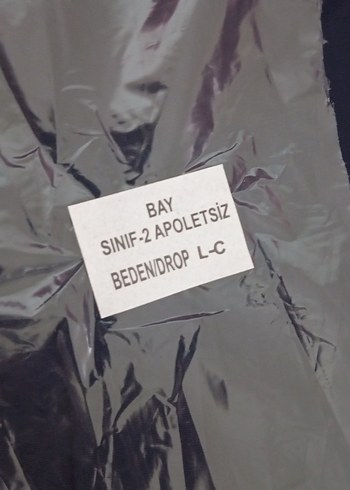 BAY
SINIF-2 APOLETSİZ
BEDEN/DROP L-C